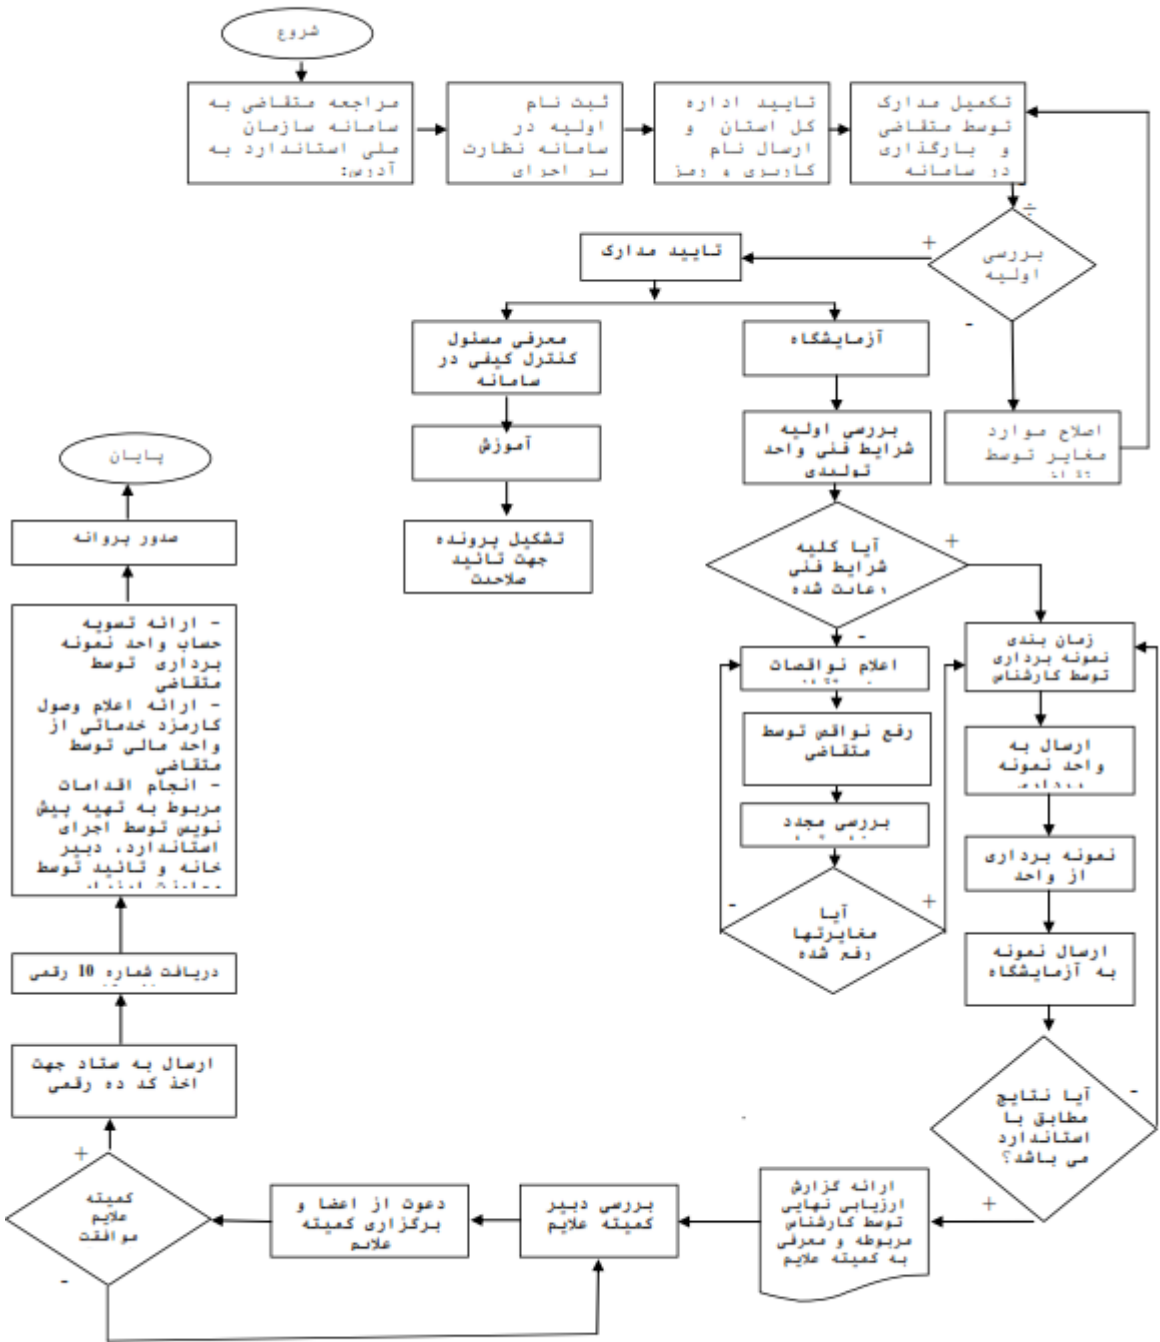 شروع
مراجعه متقاضی به
سامانه سازمان
ملی استاندارد به
آدرس:
ثبت نام
اولیه در
سامانه نظارت
بر اجرای
تایید اداره
کل استان و
ارسال نام
کاربری و رمز
تکمیل مدارک
توسط متقاضی
و بارگذاری
در سامانه
÷
بررسی
اولیه
+
-
تایید مدارک
اصلاح موارد
مغایر توسط
معرفی مسئول
کنترل کیفی در
سامانه
آموزش
تشکیل پرونده
جهت تائید
صلاحیت
آزمایشگاه
بررسی اولیه
شرایط فنی واحد
تولیدی
آیا کلیه
شرایط فنی
رعایت شده
+
-
اعلام نواقصات
رفع نواقص توسط
متقاضی
بررسی مجدد
آیا
مغایرتها
رفع شده
-
+
زمان بندی
نمونه برداری
توسط کارشناس
ارسال به
واحد نمونه
برداری
نمونه برداری
از واحد
ارسال نمونه
به آزمایشگاه
آیا نتایج
مطابق با
استاندارد
می باشد؟
-
+
ارائه گزارش
ارزیابی نهایی
توسط کارشناس
مربوطه و معرفی
به کمیته علایم
بررسی دبیر
کمیته علایم
دعوت از اعضا و
برگزاری کمیته
علایم
کمیته
علایم
موافقت
+
-
ارسال به ستاد جهت
اخذ کد ده رقمی
دریافت شماره 10 رقمی
- ارائه تسویه
حساب واحد نمونه
برداری توسط
متقاضی
- ارائه اعلام وصول
کارمزد خدماتی از
واحد مالی توسط
متقاضی
- انجام اقدامات
مربوط به تهیه پیش
نویس توسط اجرای
استاندارد، دبیر
خانه و تائید توسط
صدور پروانه
پایان